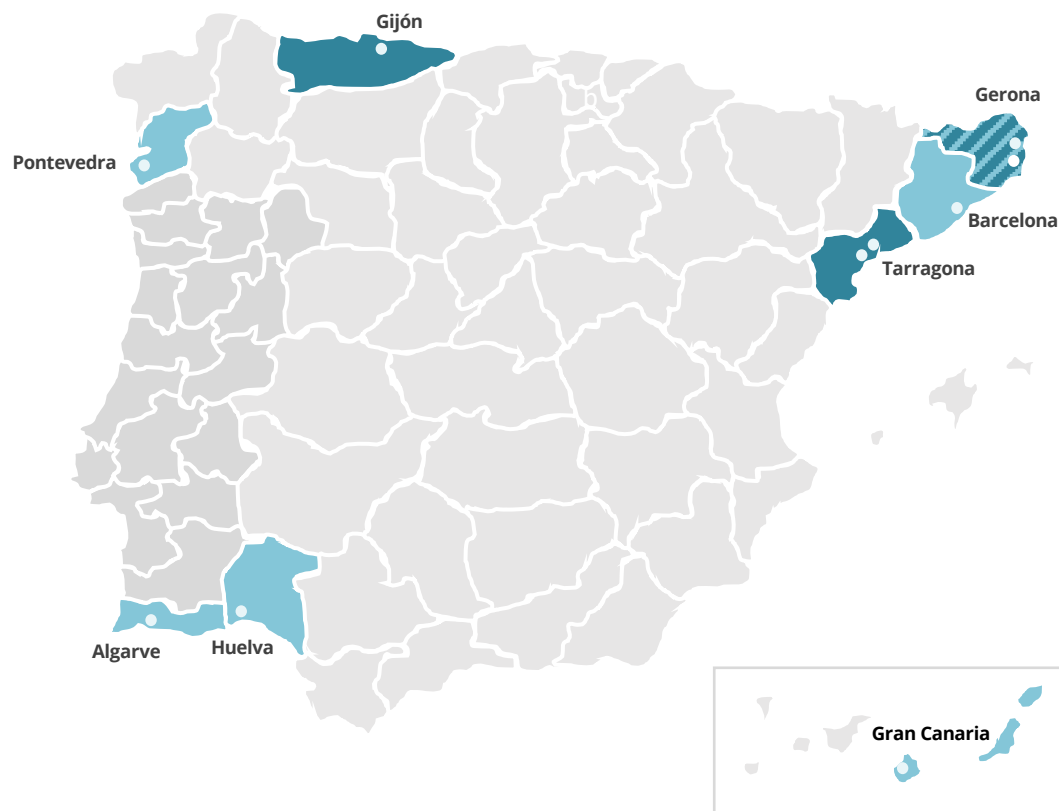 Gijón
Gerona
Pontevedra
Barcelona
Tarragona
Algarve
Huelva
Gran Canaria